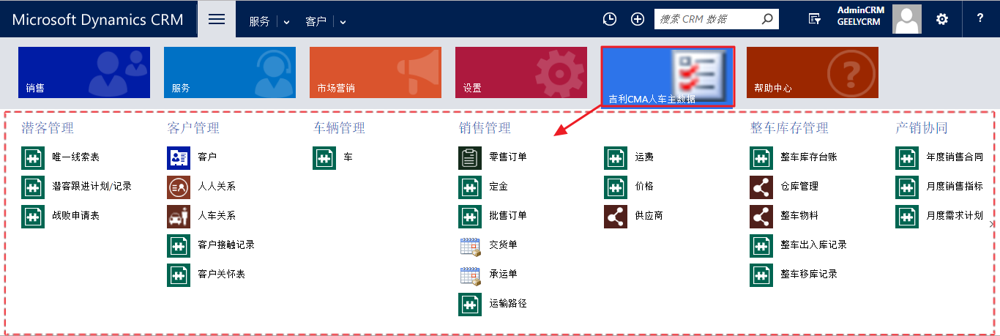 Microsoft Dynamics CRM
服务
客户
搜索 CRM 数据
AdminCRM
GEELYCRM
?
销售
服务
市场营销
设置
吉利CMA人车主数据
帮助中心
潜客管理
唯一线索表
潜客跟进计划/记录
战败申请表
客户管理
客户
人人关系
人车关系
客户接触记录
客户关怀表
车辆管理
车
销售管理
零售订单
定金
批售订单
交货单
承运单
运输路径
运费
价格
供应商
整车库存管理
整车库存台账
仓库管理
整车物料
整车出入库记录
整车移库记录
产销协同
年度销售合同
月度销售指标
月度需求计划